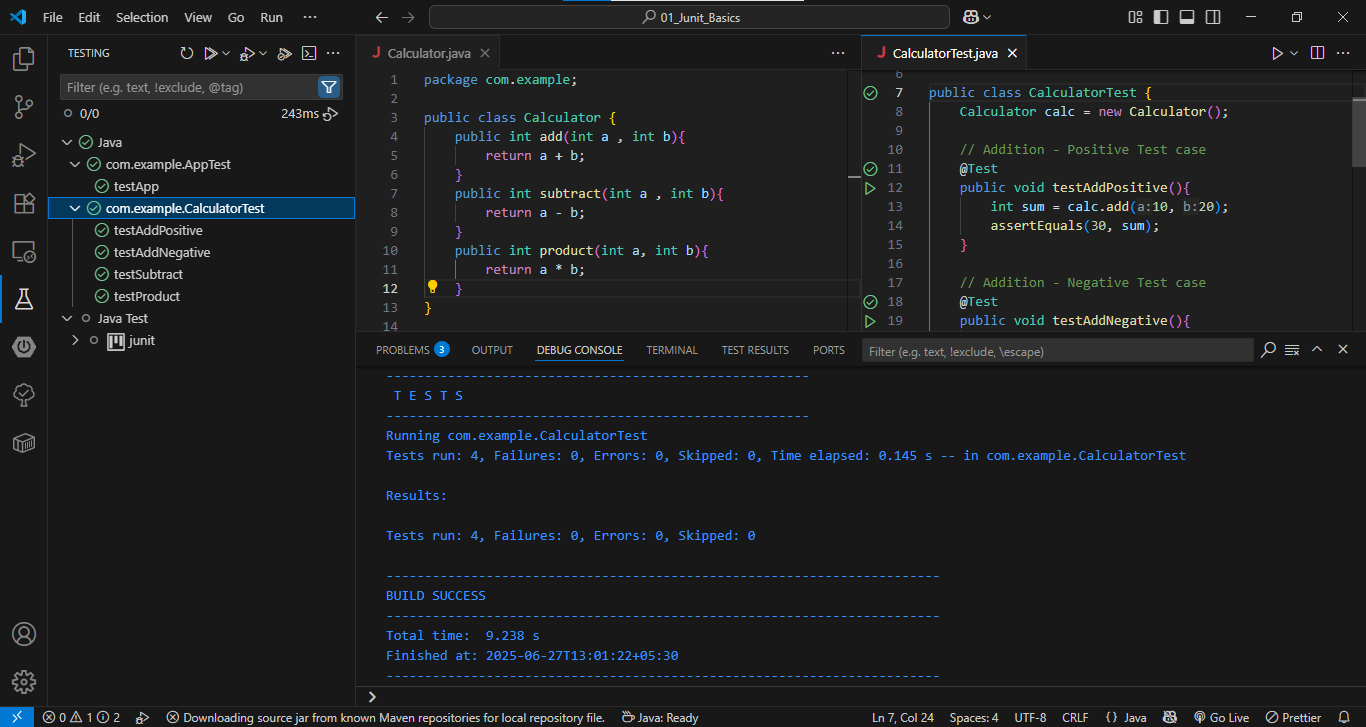 File Edit Selection View Go Run ···
01_Junit_Basics
TESTING
Filter (e.g. text, !exclude, @tag)
0/0 243ms
Java
com.example.AppTest
testApp
com.example.CalculatorTest
testAddPositive
testAddNegative
testSubtract
testProduct
Java Test
junit
J Calculator.java
1 package com.example;
2
3 public class Calculator {
4 public int add(int a , int b){
5 return a + b;
6 }
7 public int subtract(int a , int b){
8 return a - b;
9 }
10 public int product(int a, int b){
11 return a * b;
12 }
13 }
14
J CalculatorTest.java
6
7 public class CalculatorTest {
8 Calculator calc = new Calculator();
9
10 // Addition - Positive Test case
11 @Test
12 public void testAddPositive(){
13 int sum = calc.add(a:10, b:20);
14 assertEquals(30, sum);
15 }
16
17 // Addition - Negative Test case
18 @Test
19 public void testAddNegative(){
PROBLEMS 3 OUTPUT DEBUG CONSOLE TERMINAL TEST RESULTS PORTS Filter (e.g. text, !exclude, \escape)
-------------------------------------------------------
T E S T S
-------------------------------------------------------
Running com.example.CalculatorTest
Tests run: 4, Failures: 0, Errors: 0, Skipped: 0, Time elapsed: 0.145 s -- in com.example.CalculatorTest
Results:
Tests run: 4, Failures: 0, Errors: 0, Skipped: 0
------------------------------------------------------------------------
BUILD SUCCESS
------------------------------------------------------------------------
Total time:  9.238 s
Finished at: 2025-06-27T13:01:22+05:30
------------------------------------------------------------------------
0 1 2 Downloading source jar from known Maven repositories for local repository file. Java: Ready Ln 7, Col 24 Spaces: 4 UTF-8 CRLF {} Java Go Live Prettier